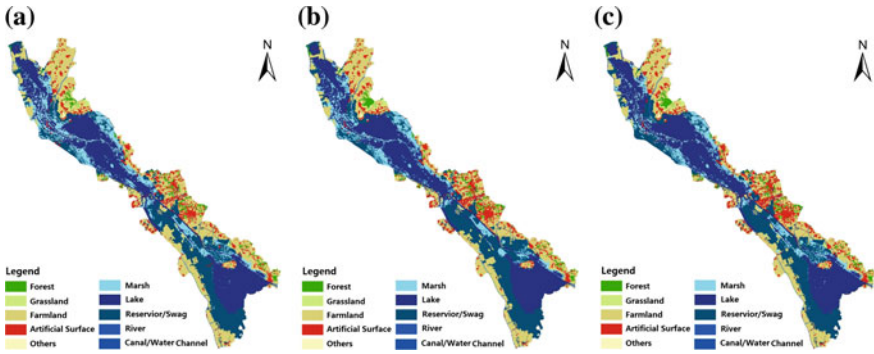 (a)
N
Legend
Forest
Marsh
Grassland
Lake
Farmland
Reservior/Swag
Artificial Surface
River
Others
Canal/Water Channel
(b)
N
Legend
Forest
Marsh
Grassland
Lake
Farmland
Reservior/Swag
Artificial Surface
River
Others
Canal/Water Channel
(c)
N
Legend
Forest
Marsh
Grassland
Lake
Farmland
Reservior/Swag
Artificial Surface
River
Others
Canal/Water Channel